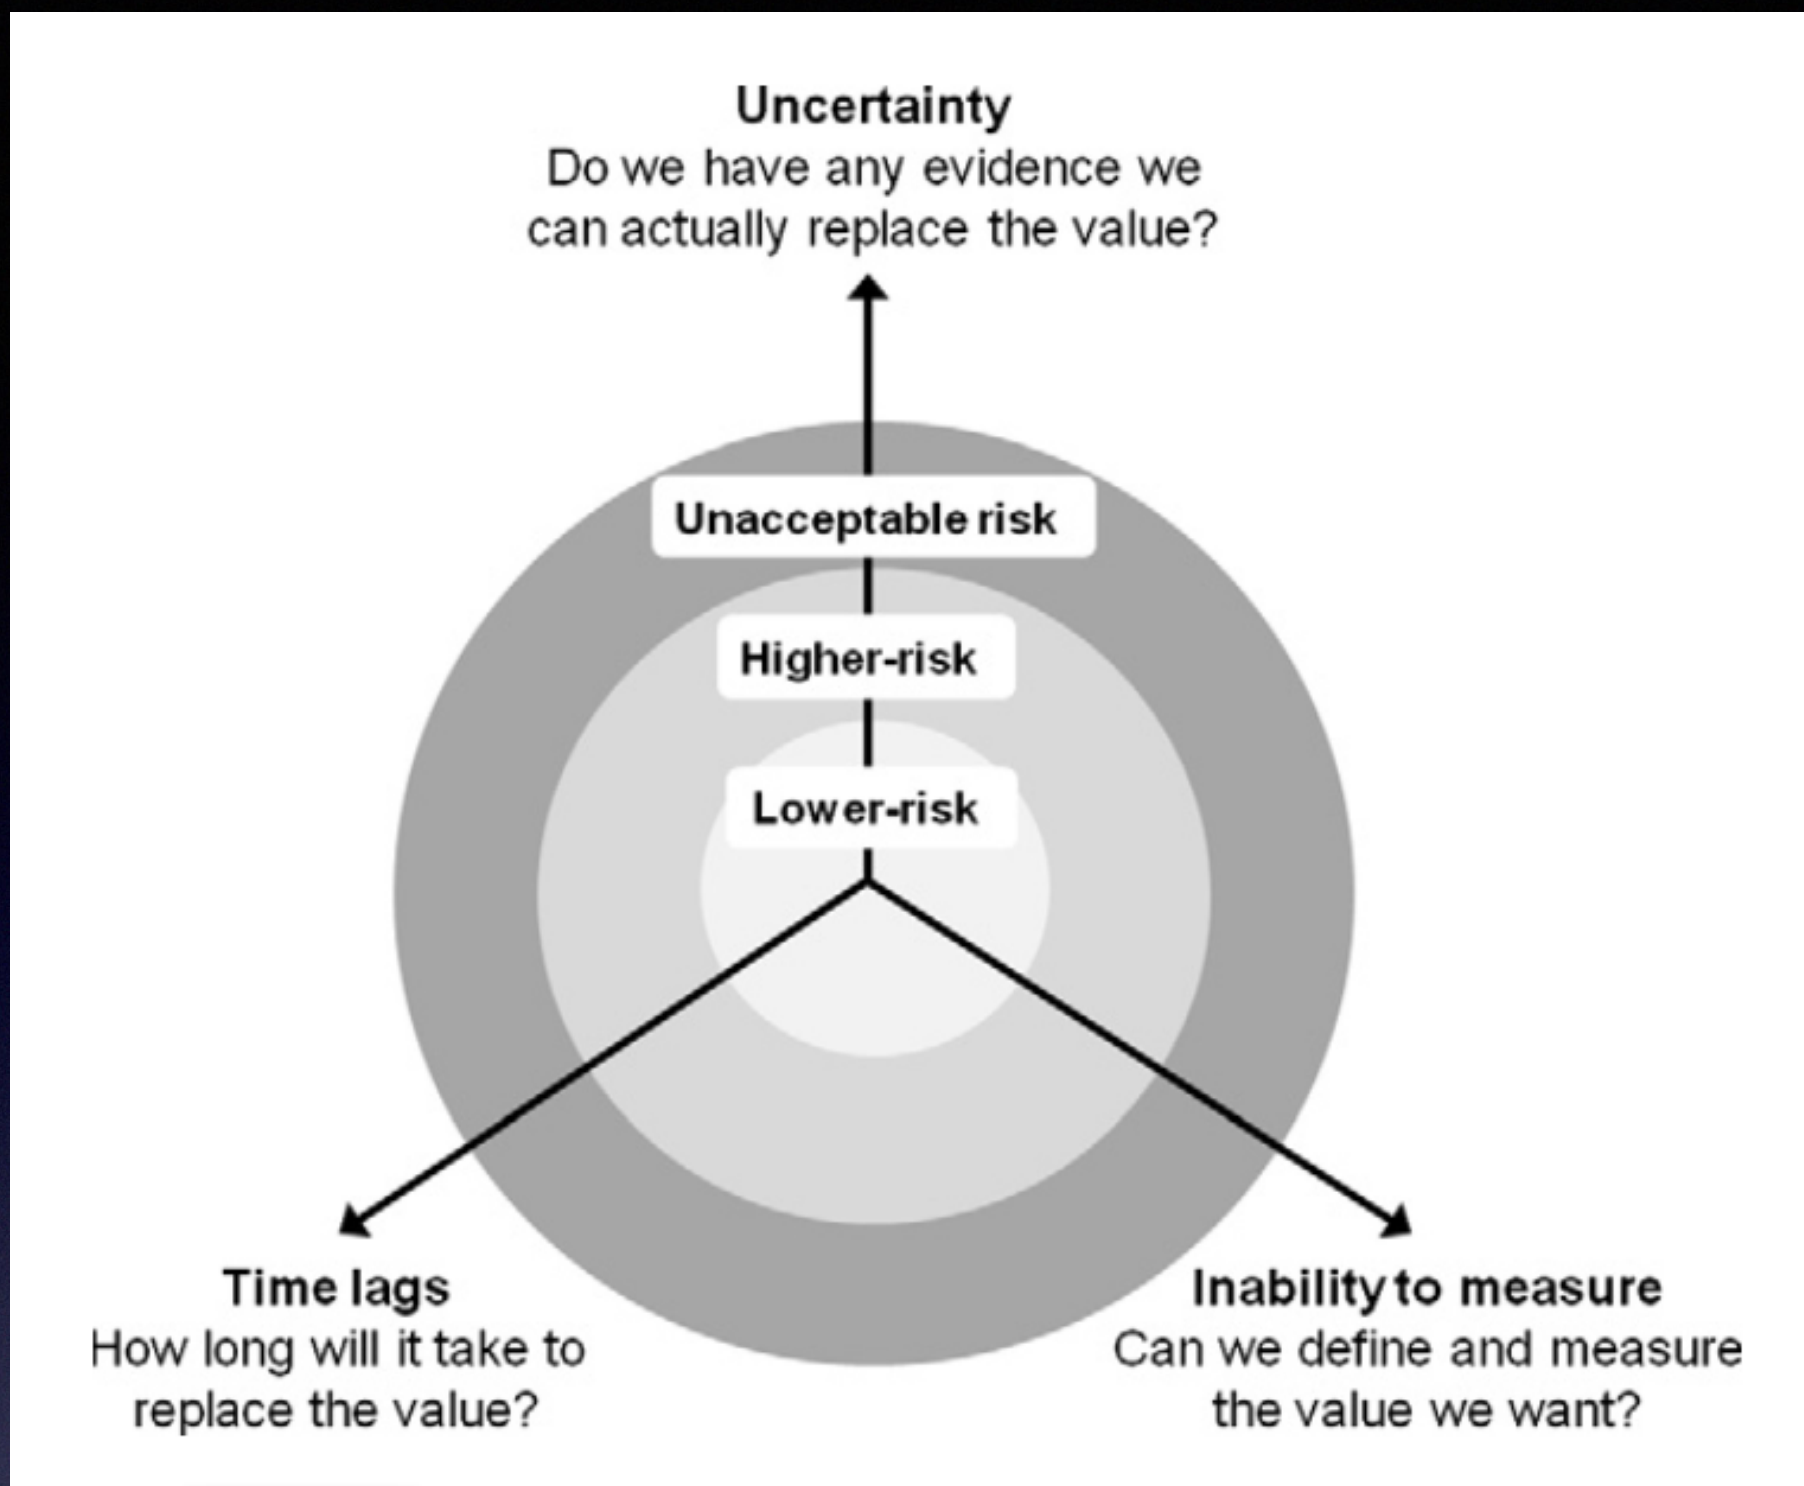 Uncertainty
Do we have any evidence we
can actually replace the value?
Unacceptable risk
Higher-risk
Lower-risk
Time lags
How long will it take to
replace the value?
Inability to measure
Can we define and measure
the value we want?